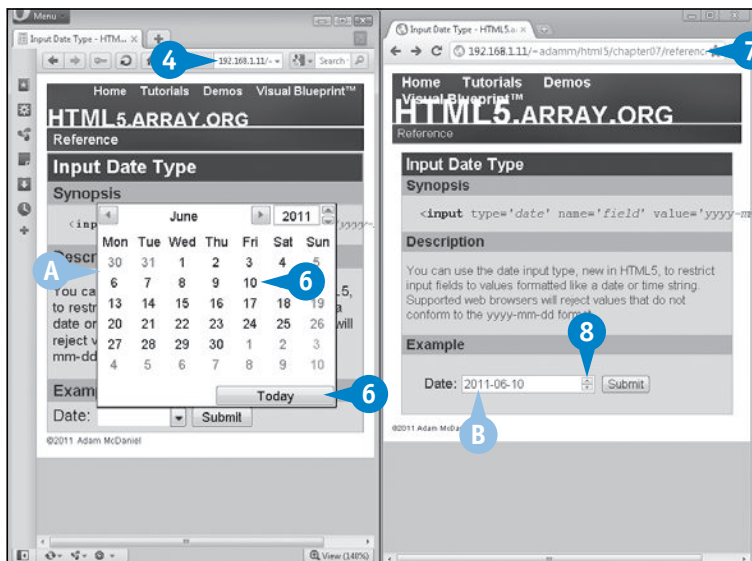 Menu
Input Date Type - HTM...
4
192.168.1.11/-
Search
Home Tutorials Demos Visual Blueprint™
HTML5.ARRAY.ORG
Reference
Input Date Type
Synopsis
<inp
June 2011
Mon Tue Wed Thu Fri Sat Sun
30 31 1 2 3 4 5
6 7 8 9 10
13 14 15 16 17 18 19
20 21 22 23 24 25 26
27 28 29 30 1 2 3
4 5 6 7 8 9 10
Today
A
6
6
Descr
You ca
to restr
date or
reject v
mm-dd
5,
a
will
Exam
Date: Submit
©2011 Adam McDaniel
View (140%)
Input Date Type - HTML5.a
192.168.1.11/~adamm/html5/chapter07/referenc
7
Home Tutorials Demos
Visual Blueprint™
HTML5.ARRAY.ORG
Reference
Input Date Type
Synopsis
<input type='date' name='field' value='yyyy-m
Description
You can use the date input type, new in HTML5, to restrict
input fields to values formatted like a date or time string.
Supported web browsers will reject values that do not
conform to the yyyy-mm-dd format.
Example
8
Date: 2011-06-10 Submit
B
©2011 Adam McDa